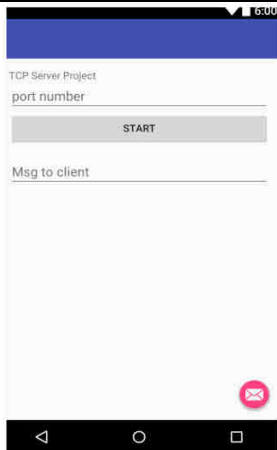 6:00
TCP Server Project
port number
START
Msg to client